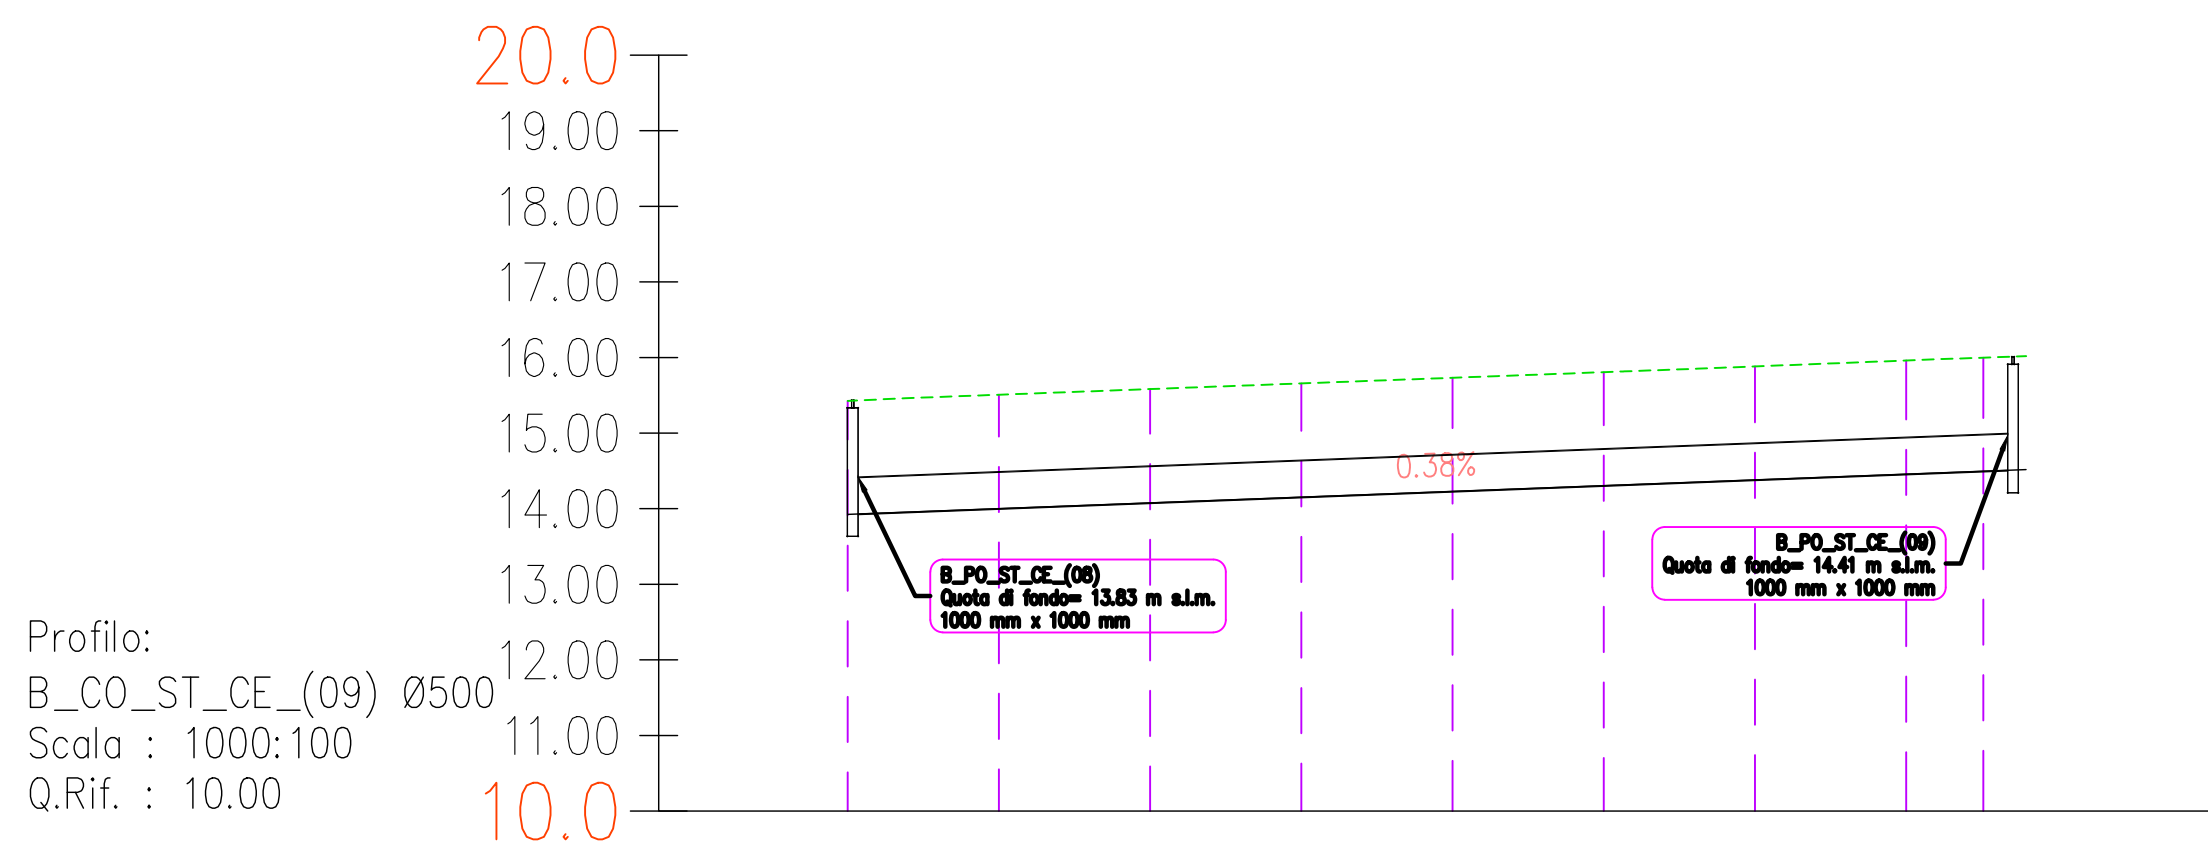 20.0
19.00
18.00
17.00
16.00
15.00
14.00
13.00
12.00
11.00
10.0
Profilo:
B_CO_ST_CE_(09) Ø500
Scala : 1000:100
Q.Rif. : 10.00
0.38%
B_PO_ST_CE_(08)
Quota di fondo= 13.83 m s.l.m.
1000 mm x 1000 mm
B_PO_ST_CE_(09)
Quota di fondo= 14.41 m s.l.m.
1000 mm x 1000 mm